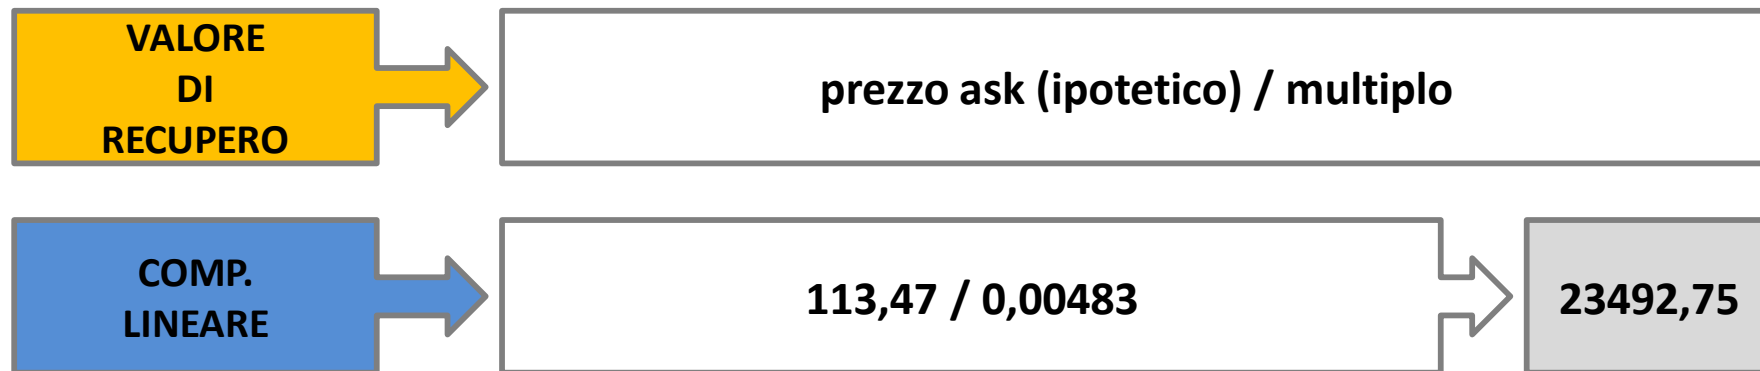 VALORE
DI
RECUPERO
prezzo ask (ipotetico) / multiplo
COMP.
LINEARE
113,47 / 0,00483
23492,75